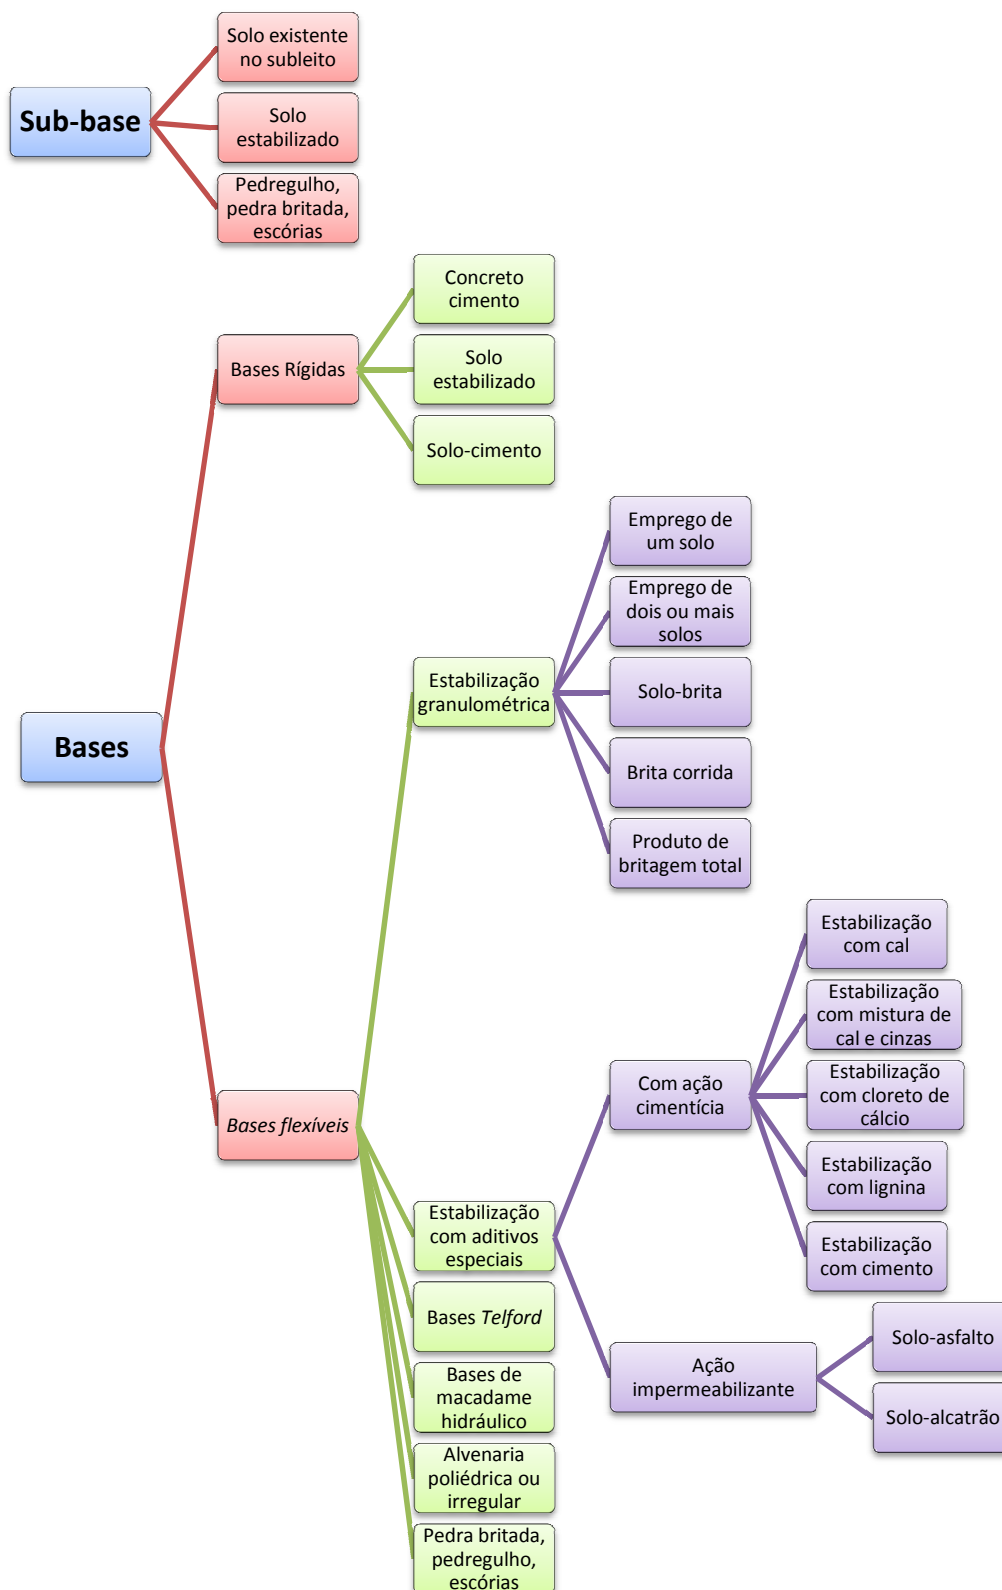 Solo existente
no subleito
Sub-base
Solo
estabilizado
Pedregulho,
pedra britada,
escórias
Concreto
cimento
Bases Rígidas
Solo
estabilizado
Solo-cimento
Emprego de
um solo
Emprego de
dois ou mais
solos
Estabilização
granulométrica
Solo-brita
Bases
Brita corrida
Produto de
britagem total
Estabilização
com cal
Estabilização
com mistura de
cal e cinzas
Com ação
cimentícia
Estabilização
com cloreto de
cálcio
Bases flexíveis
Estabilização
com lignina
Estabilização
com aditivos
especiais
Estabilização
com cimento
Bases Telford
Solo-asfalto
Ação
impermeabilizante
Bases de
macadame
hidráulico
Solo-alcatrão
Alvenaria
poliédrica ou
irregular
Pedra britada,
pedregulho,
escórias